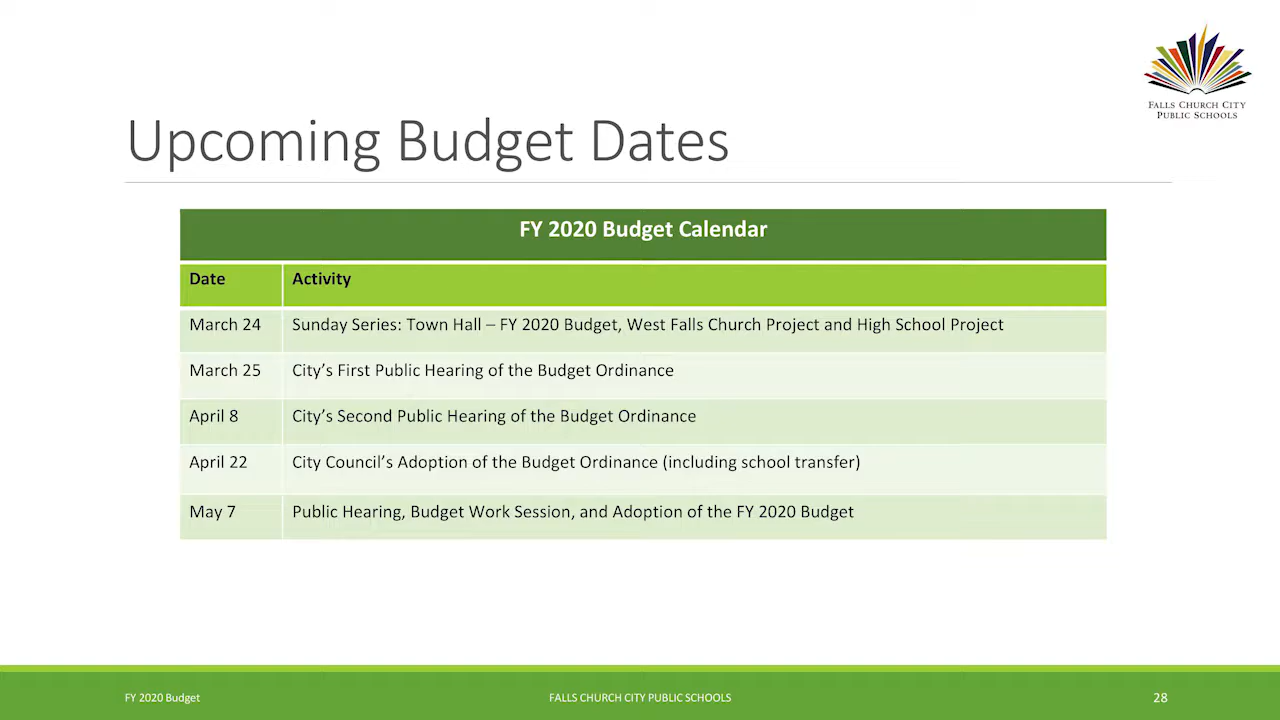 FALLS CHURCH CITY
PUBLIC SCHOOLS
Upcoming Budget Dates
FY 2020 Budget Calendar
Date Activity
March 24 Sunday Series: Town Hall – FY 2020 Budget, West Falls Church Project and High School Project
March 25 City’s First Public Hearing of the Budget Ordinance
April 8 City’s Second Public Hearing of the Budget Ordinance
April 22 City Council’s Adoption of the Budget Ordinance (including school transfer)
May 7 Public Hearing, Budget Work Session, and Adoption of the FY 2020 Budget
FY 2020 Budget FALLS CHURCH CITY PUBLIC SCHOOLS 28